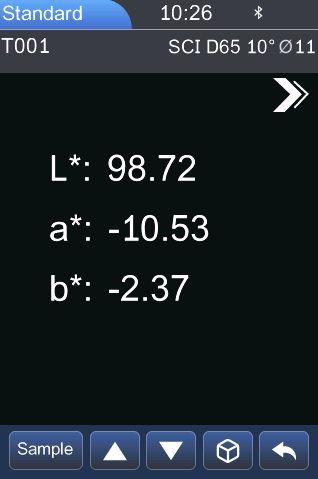 Standard 10:26
T001 SCI D65 10° Ø11
L*: 98.72
a*: -10.53
b*: -2.37
Sample